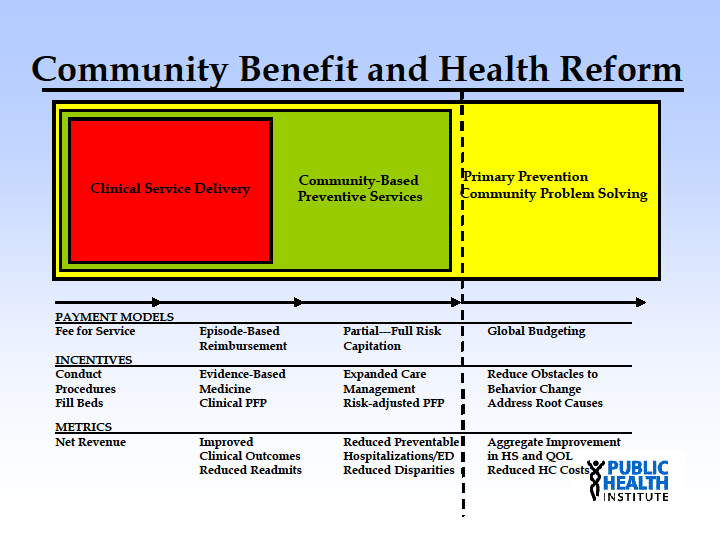 Community Benefit and Health Reform
Clinical Service Delivery
Community-Based
Preventive Services
Primary Prevention
Community Problem Solving
PAYMENT MODELS
Fee for Service
Episode-Based
Reimbursement
Partial---Full Risk
Capitation
Global Budgeting
INCENTIVES
Conduct
Procedures
Fill Beds
Evidence-Based
Medicine
Clinical PFP
Expanded Care
Management
Risk-adjusted PFP
Reduce Obstacles to
Behavior Change
Address Root Causes
METRICS
Net Revenue
Improved
Clinical Outcomes
Reduced Readmits
Reduced Preventable
Hospitalizations/ED
Reduced Disparities
Aggregate Improvement
in HS and QOL
Reduced HC Costs
PUBLIC
HEALTH
INSTITUTE